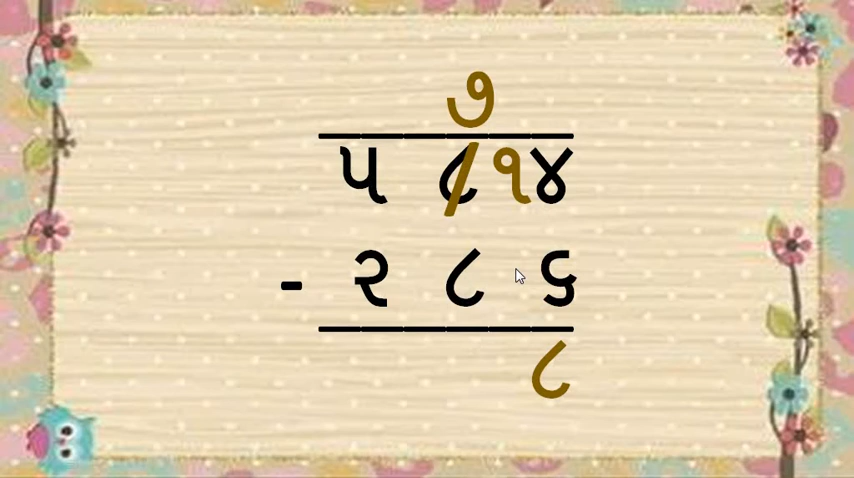 ૭
૫ ૮ ૧૪
- ૨ ૮ ૬
૮